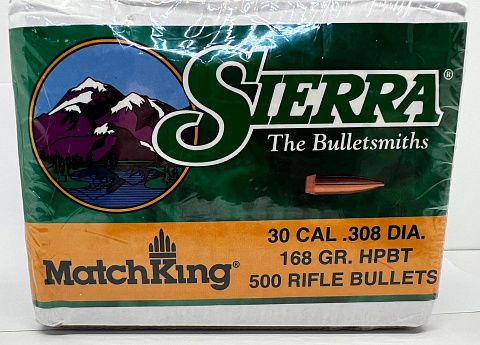 SIERRA®
The Bulletsmiths
30 CAL .308 DIA.
168 GR. HPBT
MatchKing®
500 RIFLE BULLETS